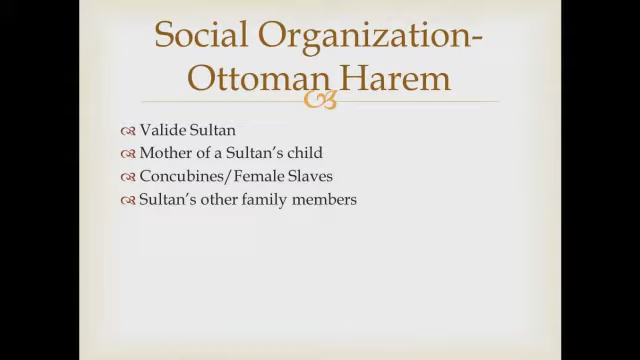 Social Organization-
Ottoman Harem
Valide Sultan
Mother of a Sultan's child
Concubines/Female Slaves
Sultan's other family members